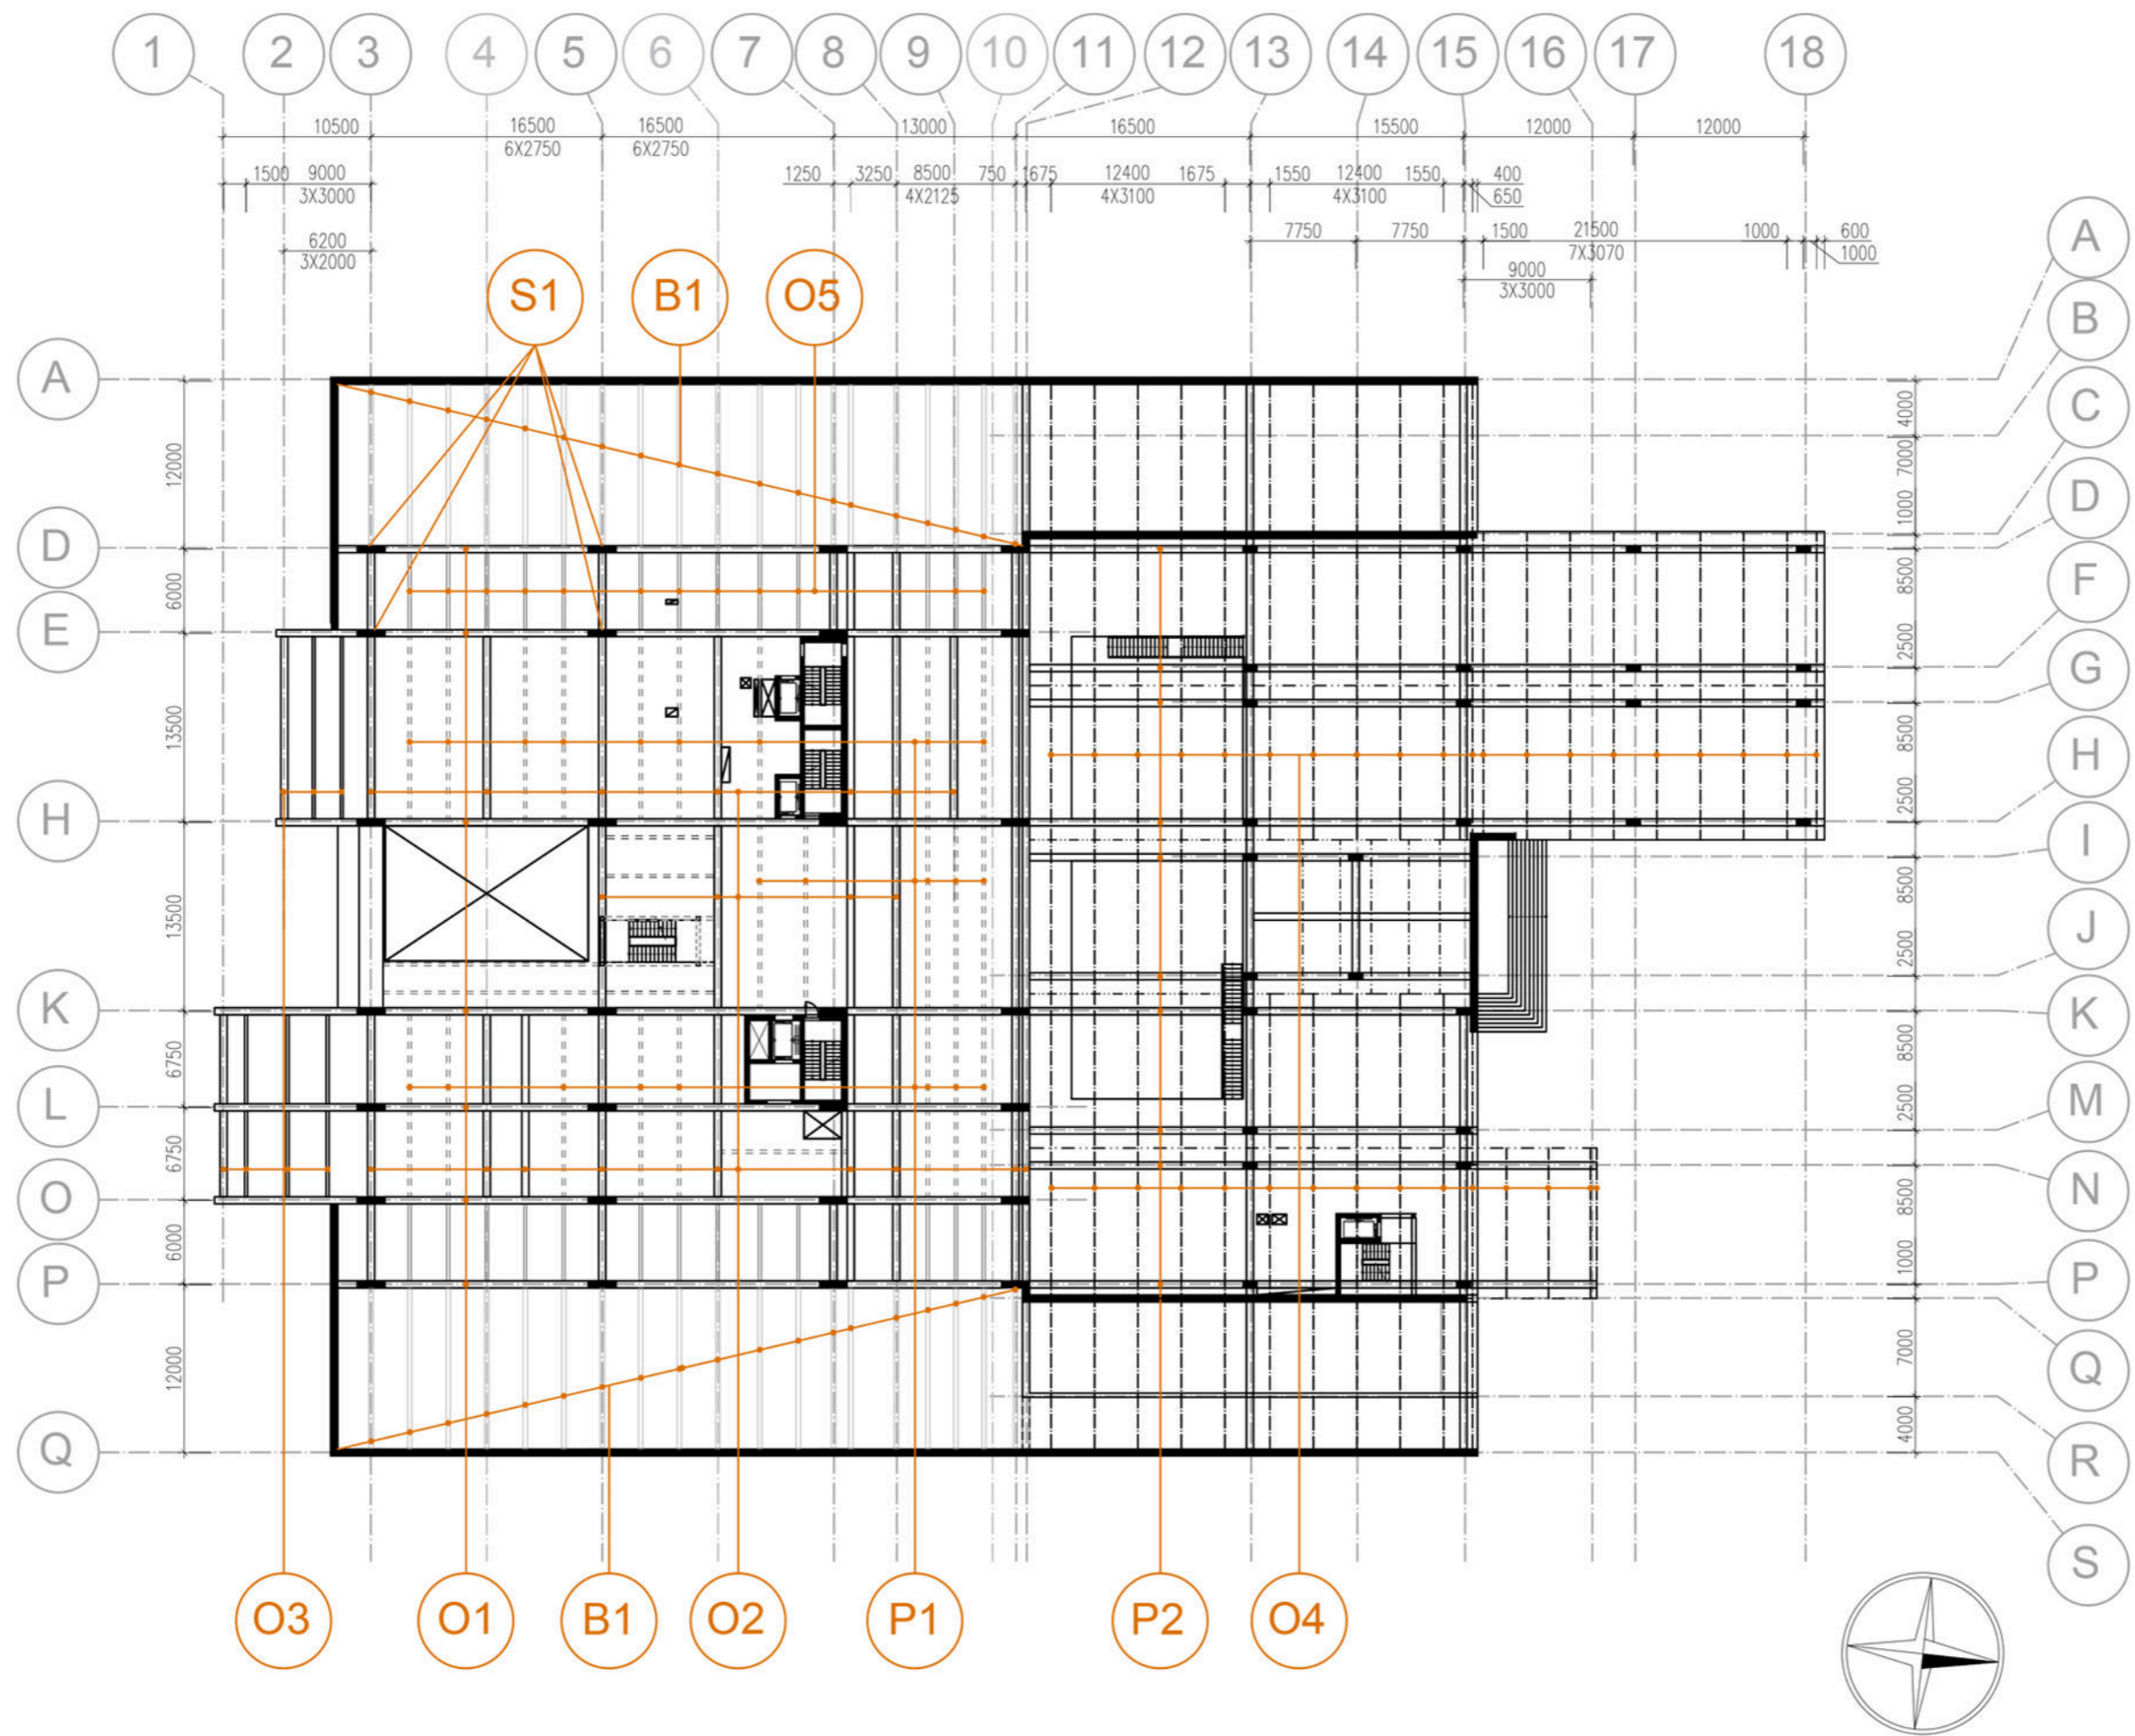 1 2 3 4 5 6 7 8 9 10 11 12 13 14 15 16 17 18
10500 16500 16500 13000 16500 15500 12000 12000
6X2750 6X2750
1500 9000 1250 3250 8500 750 1675 12400 1675 1550 12400 1550 400
3X3000 4X2125 4X3100 4X3100 650
6200 7750 7750 1500 21500 1000 600
3X2000 7X3070 1000
9000
3X3000
S1 B1 O5
A
D
E
H
K
L
O
P
Q
12000
6000
13500
13500
6750
6750
6000
12000
A
B
C
D
F
G
H
I
J
K
M
N
P
Q
R
S
4000
7000
1000
8500
2500
8500
2500
8500
2500
8500
2500
8500
1000
7000
4000
O3 O1 B1 O2 P1 P2 O4